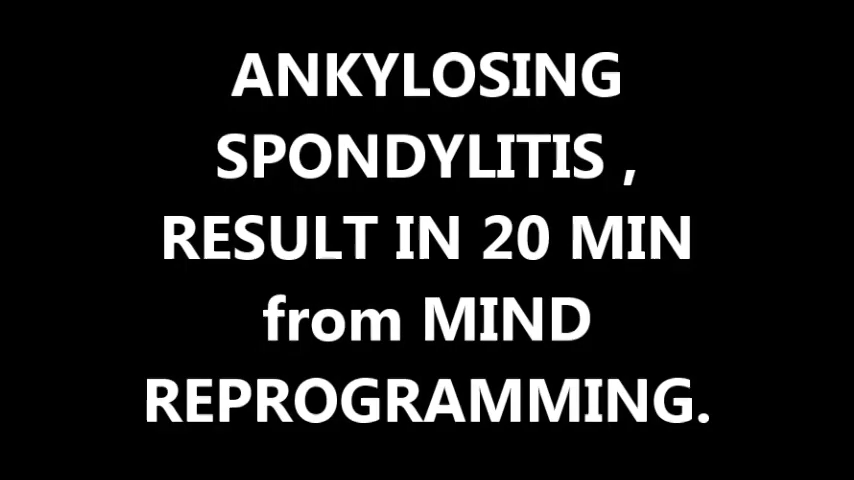 ANKYLOSING
SPONDYLITIS ,
RESULT IN 20 MIN
from MIND
REPROGRAMMING.